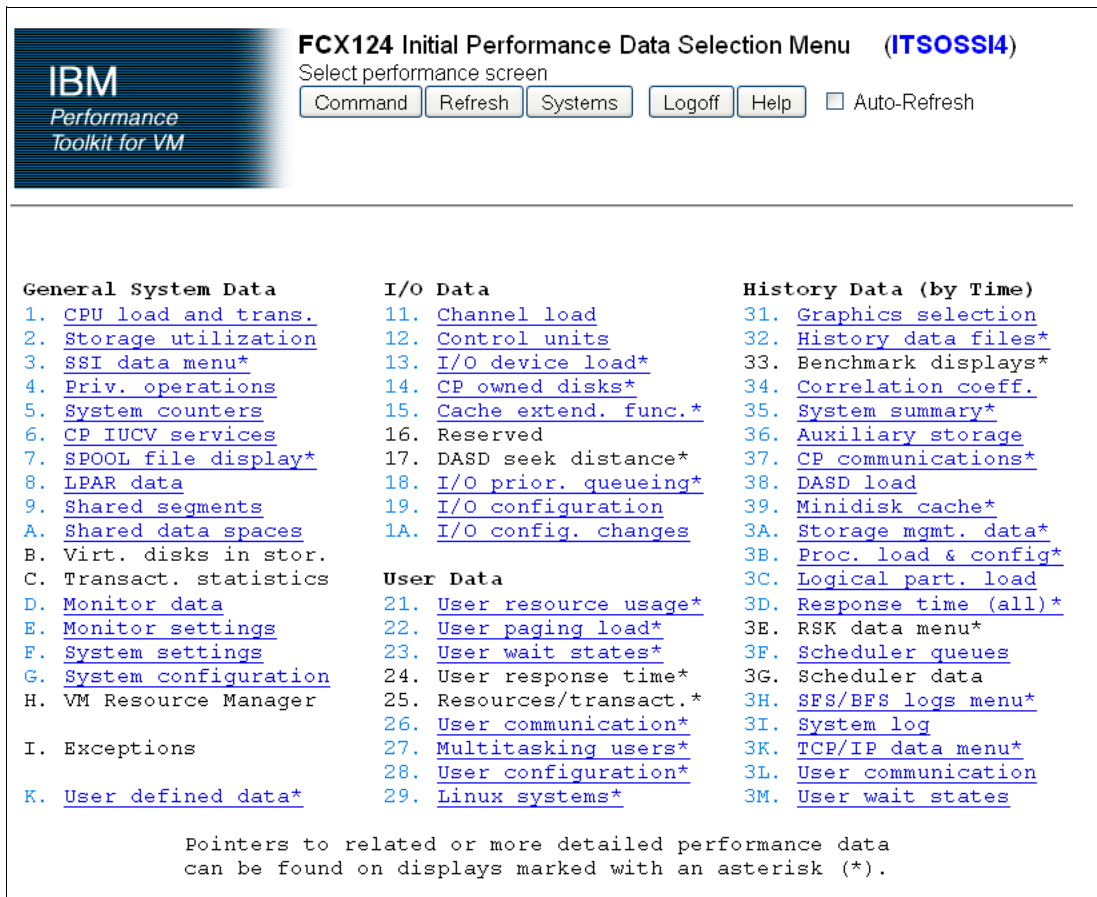 IBM
Performance
Toolkit for VM
FCX124 Initial Performance Data Selection Menu (ITSOSSI4)
Select performance screen
Command Refresh Systems Logoff Help Auto-Refresh
General System Data
1. CPU load and trans.
2. Storage utilization
3. SSI data menu*
4. Priv. operations
5. System counters
6. CP IUCV services
7. SPOOL file display*
8. LPAR data
9. Shared segments
A. Shared data spaces
B. Virt. disks in stor.
C. Transact. statistics
D. Monitor data
E. Monitor settings
F. System settings
G. System configuration
H. VM Resource Manager
I. Exceptions
K. User defined data*
I/O Data
11. Channel load
12. Control units
13. I/O device load*
14. CP owned disks*
15. Cache extend. func.*
16. Reserved
17. DASD seek distance*
18. I/O prior. queueing*
19. I/O configuration
1A. I/O config. changes
User Data
21. User resource usage*
22. User paging load*
23. User wait states*
24. User response time*
25. Resources/transact.*
26. User communication*
27. Multitasking users*
28. User configuration*
29. Linux systems*
History Data (by Time)
31. Graphics selection
32. History data files*
33. Benchmark displays*
34. Correlation coeff.
35. System summary*
36. Auxiliary storage
37. CP communications*
38. DASD load
39. Minidisk cache*
3A. Storage mgmt. data*
3B. Proc. load & config*
3C. Logical part. load
3D. Response time (all)*
3E. RSK data menu*
3F. Scheduler queues
3G. Scheduler data
3H. SFS/BFS logs menu*
3I. System log
3K. TCP/IP data menu*
3L. User communication
3M. User wait states
Pointers to related or more detailed performance data
can be found on displays marked with an asterisk (*).